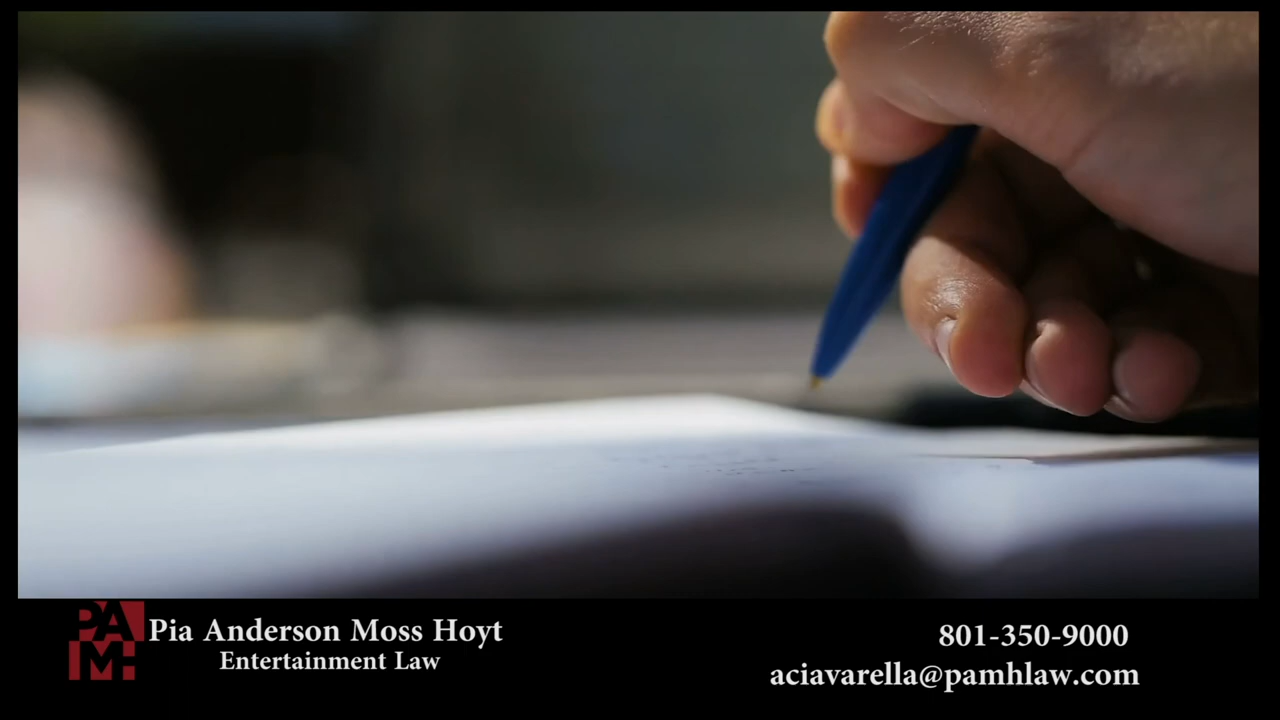 PA
MH
Pia Anderson Moss Hoyt
Entertainment Law
801-350-9000
aciavarella@pamhlaw.com